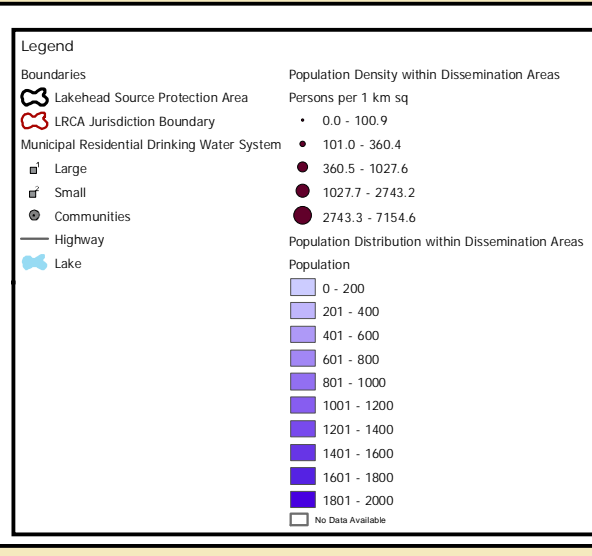 Legend
Boundaries
Lakehead Source Protection Area
LRCA Jurisdiction Boundary
Municipal Residential Drinking Water System
1 Large
2 Small
Communities
Highway
Lake
Population Density within Dissemination Areas
Persons per 1 km sq
0.0 - 100.9
101.0 - 360.4
360.5 - 1027.6
1027.7 - 2743.2
2743.3 - 7154.6
Population Distribution within Dissemination Areas
Population
0 - 200
201 - 400
401 - 600
601 - 800
801 - 1000
1001 - 1200
1201 - 1400
1401 - 1600
1601 - 1800
1801 - 2000
No Data Available